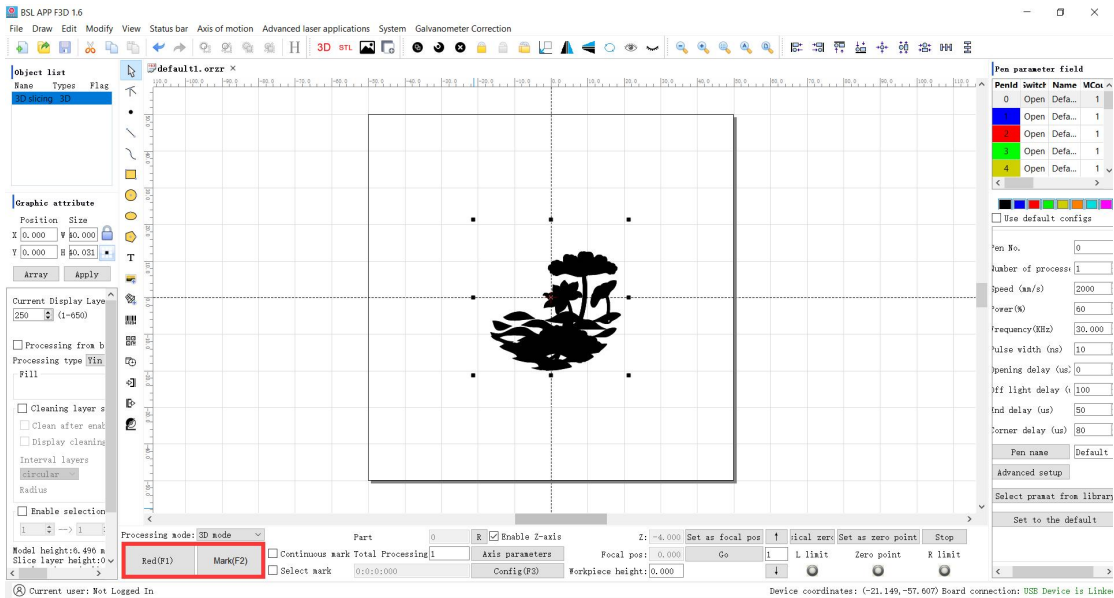 BSL APP F3D 1.6
File Draw Edit Modify View Status bar Axis of motion Advanced laser applications System Galvanometer Correction
H 3D STL
Object list
Name Types Flag
3D slicing 3D
default1.orzr ×
Graphic attribute
Position Size
X 0.000 W 40.000
Y 0.000 H 40.031
Array Apply
Current Display Laye
250 (1-650)
Processing from b
Processing type Yin
Fill
Cleaning layer s
Clean after enab
Display cleaning
Interval layers
circular
Radius
Enable selection
1 --> 1
Model height:6.496 m
Slice layer height:0
T
Processing mode: 3D mode
Red(F1) Mark(F2)
Continuous mark
Select mark
Part 0
Total Processing 1
0:0:0:000
R Enable Z-axis
Axis parameters
Config(F3)
Z: -4.000 Set as focal pos
Focal pos: 0.000 Go
Workpiece height: 0.000
↑ Set as zero point Stop
1 L limit Zero point R limit
↓
Pen parameter field
PenId Name
0 Open Defa... 1
1 Open Defa... 1
2 Open Defa... 1
3 Open Defa... 1
4 Open Defa... 1
Use default configs
Pen No. 0
Number of process 1
Speed (mm/s) 2000
Power(%) 60
Frequency(KHz) 30.000
Pulse width (ns) 10
Opening delay (us) 0
Off light delay ( 100
End delay (us) 50
Corner delay (us) 80
Pen name Default
Advanced setup
Select pramat from library
Set to the default
Current user: Not Logged In
Device coordinates: (-21.149,-57.607) Board connection: USB Device is Linked